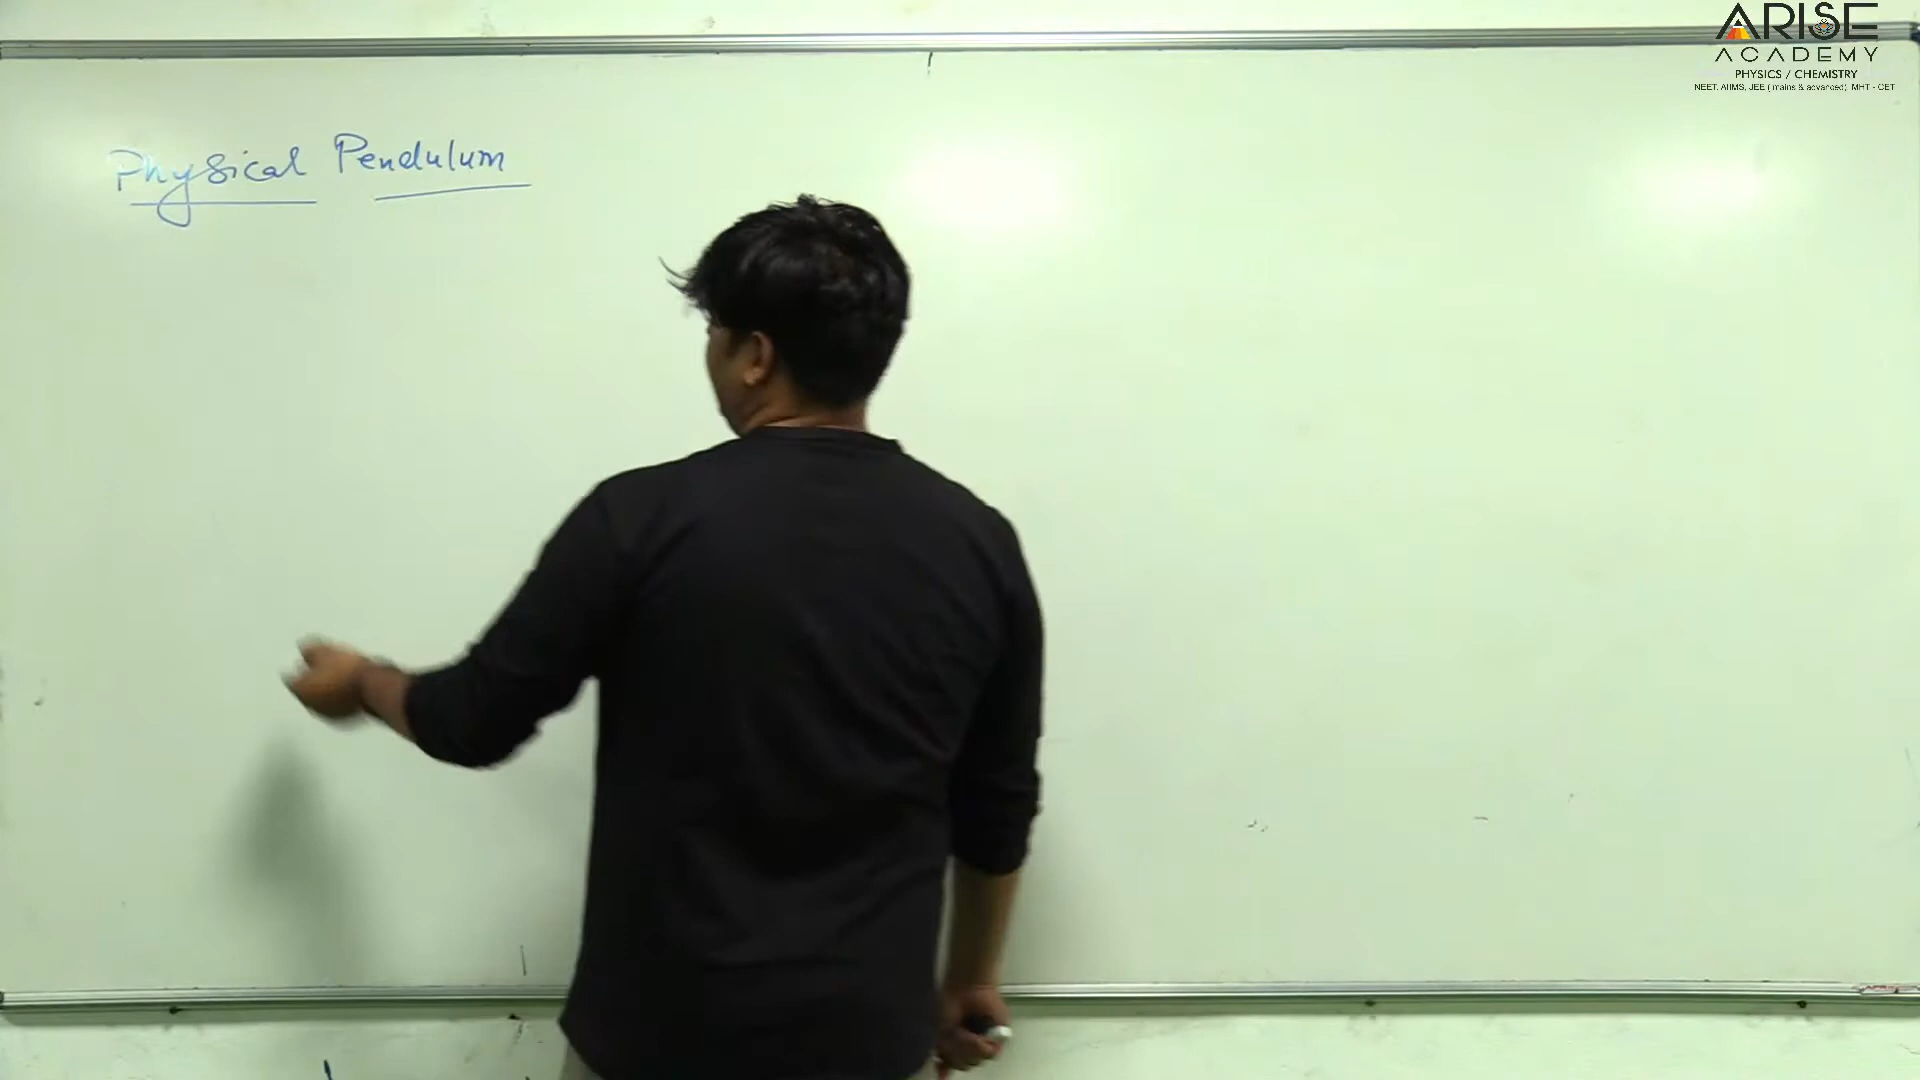 ARISE
ACADEMY
PHYSICS / CHEMISTRY
NEET, AIIMS, JEE ( mains & advanced), MHT - CET
Physical Pendulum